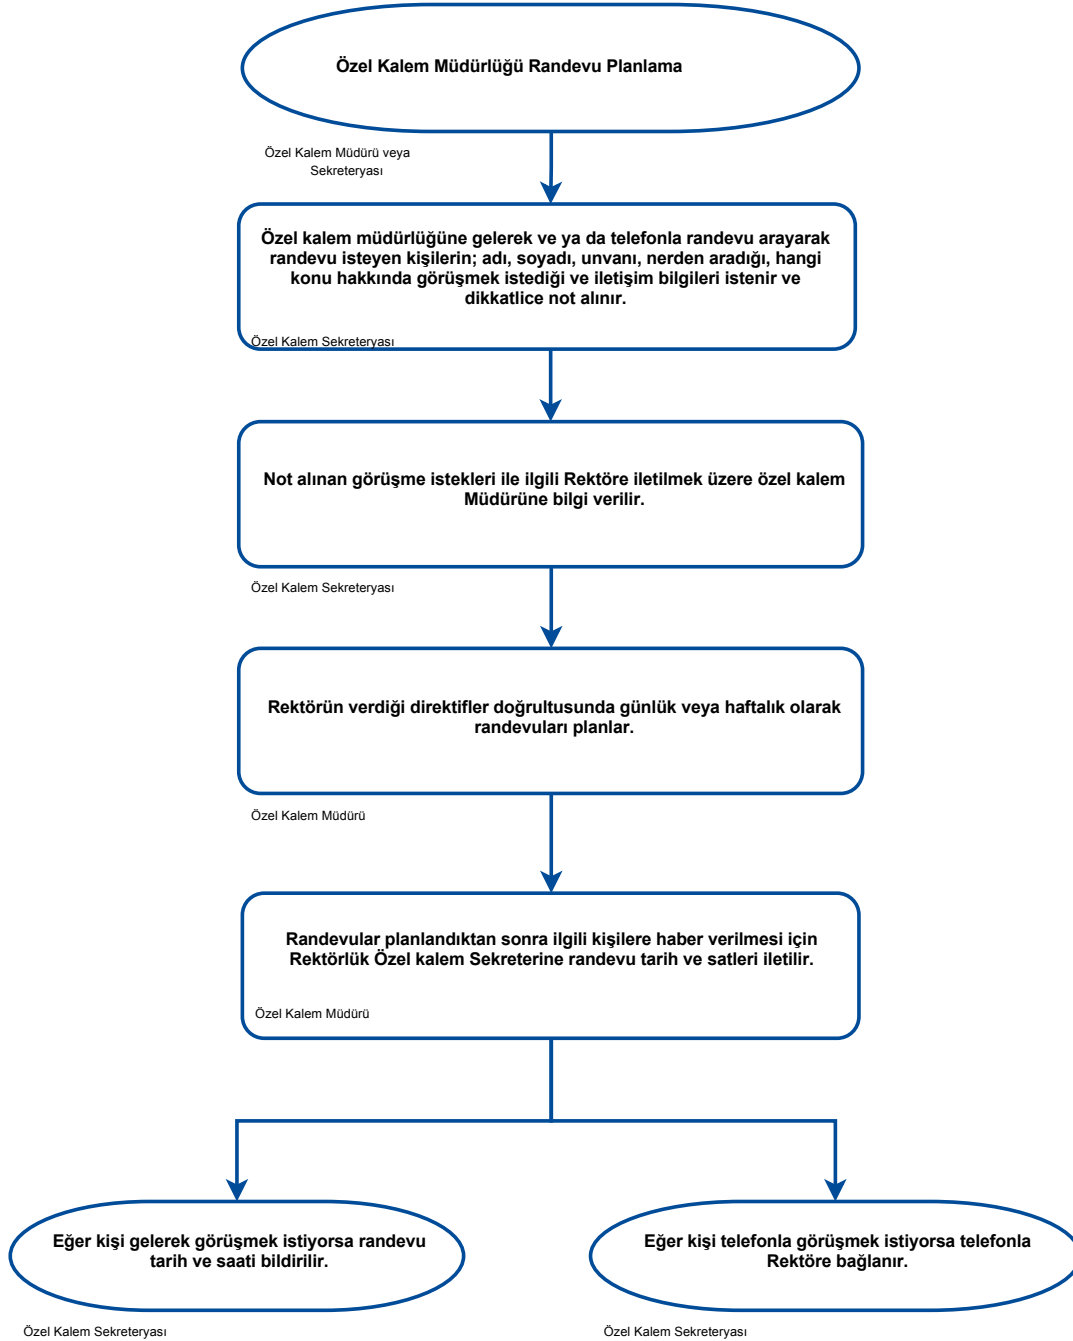 Özel Kalem Müdürlüğü Randevu Planlama
Özel Kalem Müdürü veya
Sekreteryası
Özel kalem müdürlüğüne gelerek ve ya da telefonla randevu arayarak
randevu isteyen kişilerin; adı, soyadı, unvanı, nerden aradığı, hangi
konu hakkında görüşmek istediği ve iletişim bilgileri istenir ve
dikkatlice not alınır.
Özel Kalem Sekreteryası
Not alınan görüşme istekleri ile ilgili Rektöre iletilmek üzere özel kalem
Müdürüne bilgi verilir.
Özel Kalem Sekreteryası
Rektörün verdiği direktifler doğrultusunda günlük veya haftalık olarak
randevuları planlar.
Özel Kalem Müdürü
Randevular planlandıktan sonra ilgili kişilere haber verilmesi için
Rektörlük Özel kalem Sekreterine randevu tarih ve satleri iletilir.
Özel Kalem Müdürü
Eğer kişi gelerek görüşmek istiyorsa randevu
tarih ve saati bildirilir.
Özel Kalem Sekreteryası
Eğer kişi telefonla görüşmek istiyorsa telefonla
Rektöre bağlanır.
Özel Kalem Sekreteryası